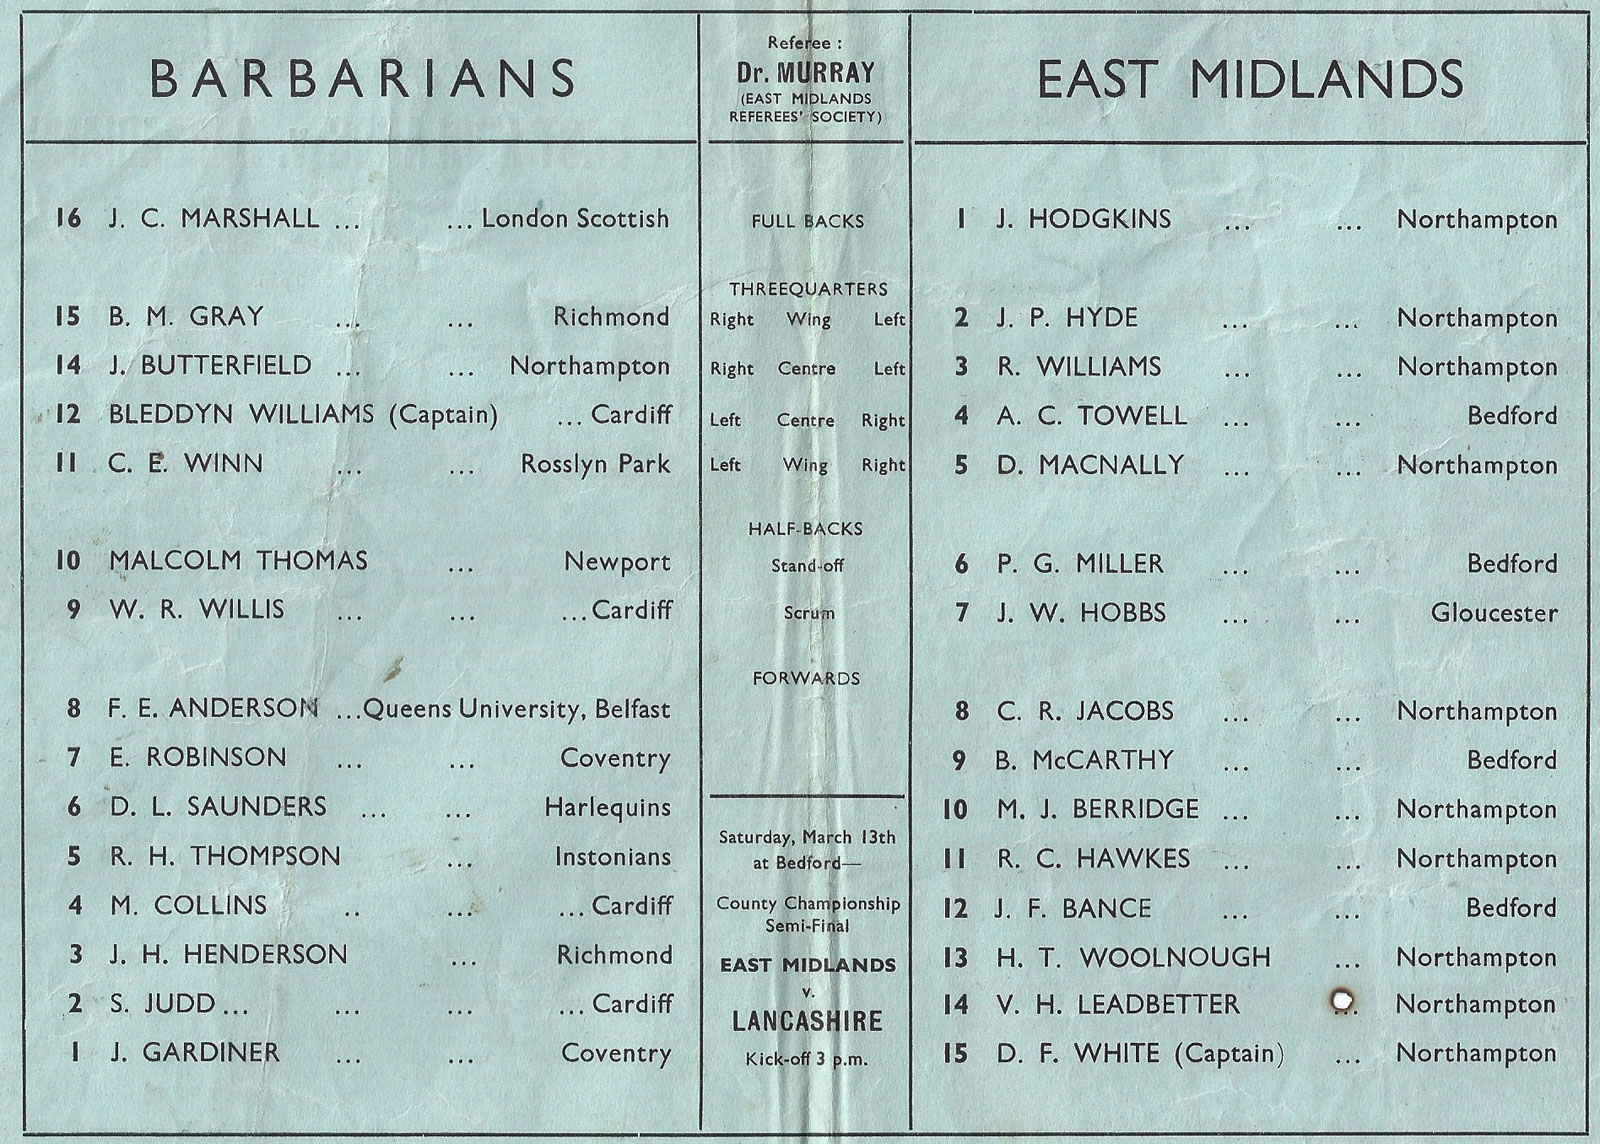 BARBARIANS
16 J. C. MARSHALL ... ... London Scottish
15 B. M. GRAY ... ... Richmond
14 J. BUTTERFIELD ... ... Northampton
12 BLEDDYN WILLIAMS (Captain) ... Cardiff
11 C. E. WINN ... ... Rosslyn Park
10 MALCOLM THOMAS ... Newport
9 W. R. WILLIS ... ... ... Cardiff
8 F. E. ANDERSON ... Queens University, Belfast
7 E. ROBINSON ... ... Coventry
6 D. L. SAUNDERS ... ... Harlequins
5 R. H. THOMPSON ... Instonians
4 M. COLLINS .. ... ... Cardiff
3 J. H. HENDERSON ... Richmond
2 S. JUDD ... ... ... ... Cardiff
1 J. GARDINER ... ... Coventry
Referee :
Dr. MURRAY
(EAST MIDLANDS
REFEREES' SOCIETY)
FULL BACKS
THREEQUARTERS
Right Wing Left
Right Centre Left
Left Centre Right
Left Wing Right
HALF-BACKS
Stand-off
Scrum
FORWARDS
Saturday, March 13th
at Bedford—
County Championship
Semi-Final
EAST MIDLANDS
v.
LANCASHIRE
Kick-off 3 p.m.
EAST MIDLANDS
1 J. HODGKINS ... ... Northampton
2 J. P. HYDE ... ... Northampton
3 R. WILLIAMS ... ... Northampton
4 A. C. TOWELL ... ... Bedford
5 D. MACNALLY ... ... Northampton
6 P. G. MILLER ... ... Bedford
7 J. W. HOBBS ... ... Gloucester
8 C. R. JACOBS ... ... Northampton
9 B. McCARTHY ... ... Bedford
10 M. J. BERRIDGE ... ... Northampton
11 R. C. HAWKES ... ... Northampton
12 J. F. BANCE ... ... Bedford
13 H. T. WOOLNOUGH ... Northampton
14 V. H. LEADBETTER ... Northampton
15 D. F. WHITE (Captain) ... Northampton